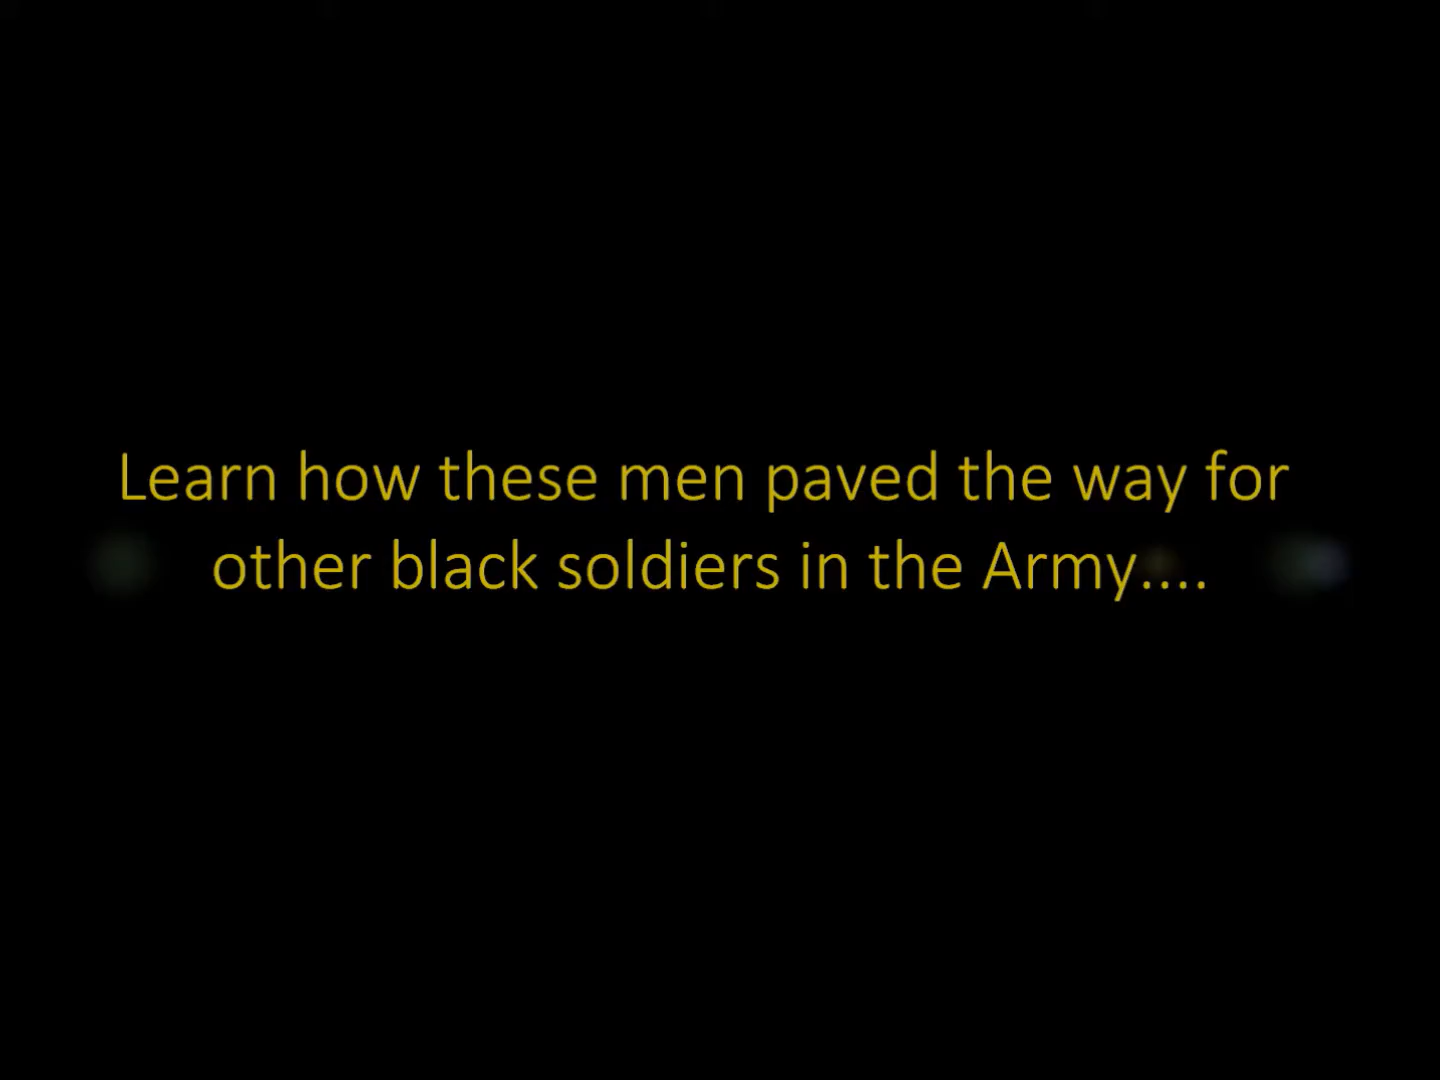 Learn how these men paved the way for
other black soldiers in the Army....